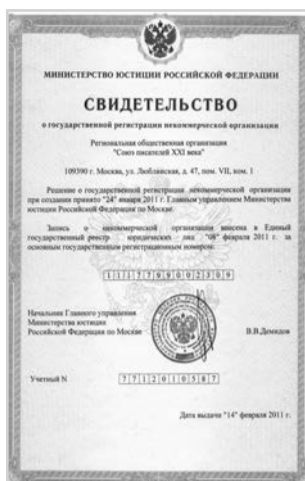 МИНИСТЕРСТВО ЮСТИЦИИ РОССИЙСКОЙ ФЕДЕРАЦИИ
СВИДЕТЕЛЬСТВО
о государственной регистрации некоммерческой организации
Региональная общественная организация
"Союз писателей XXI века"
109390 г. Москва, ул. Люблинская, д. 47, пом. VII, ком. 1
Решение о государственной регистрации некоммерческой организации
при создании принято "24" января 2011 г. Главным управлением Министерства
юстиции Российской Федерации по Москве.
Запись о некоммерческой организации внесена в Единый
государственный реестр юридических лиц "08" февраля 2011 г. за
основным государственным регистрационным номером:
1117799002309
Начальник Главного управления
Министерства юстиции
Российской Федерации по Москве
В.В.Демидов
Учетный N 7712010587
Дата выдачи "14" февраля 2011 г.